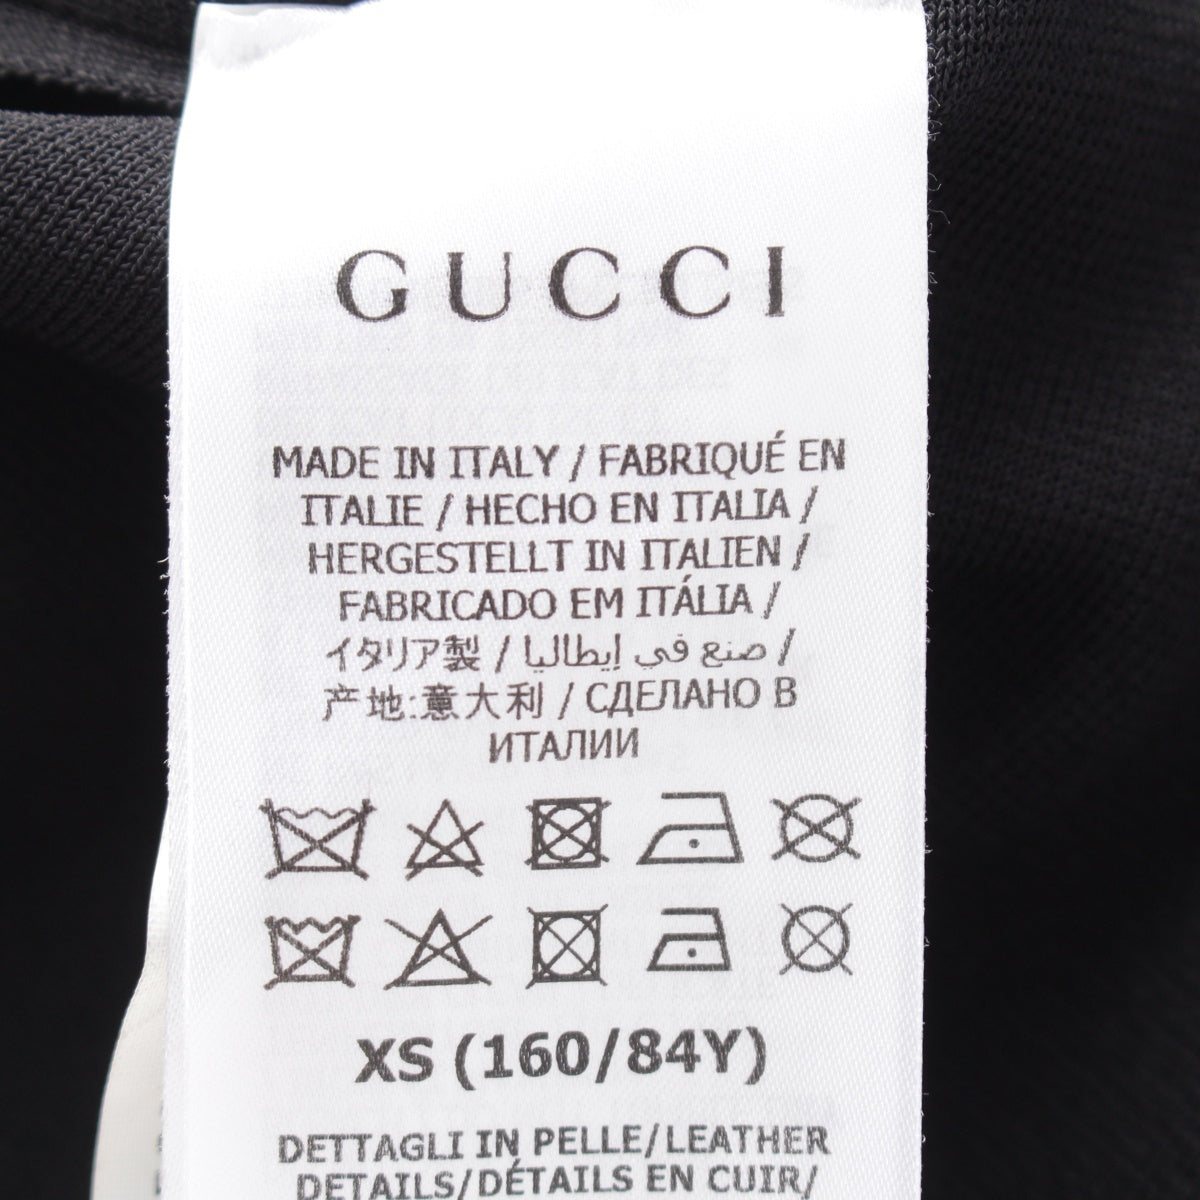 GUCCI
MADE IN ITALY / FABRIQUÉ EN
ITALIE / HECHO EN ITALIA /
HERGESTELLT IN ITALIEN /
FABRICADO EM ITÁLIA /
イタリア製 / صنع في إيطاليا /
产地:意大利 / СДЕЛАНО В
ИТАЛИИ
XS (160/84Y)
DETTAGLI IN PELLE/LEATHER
DETAILS/DÉTAILS EN CUIR/